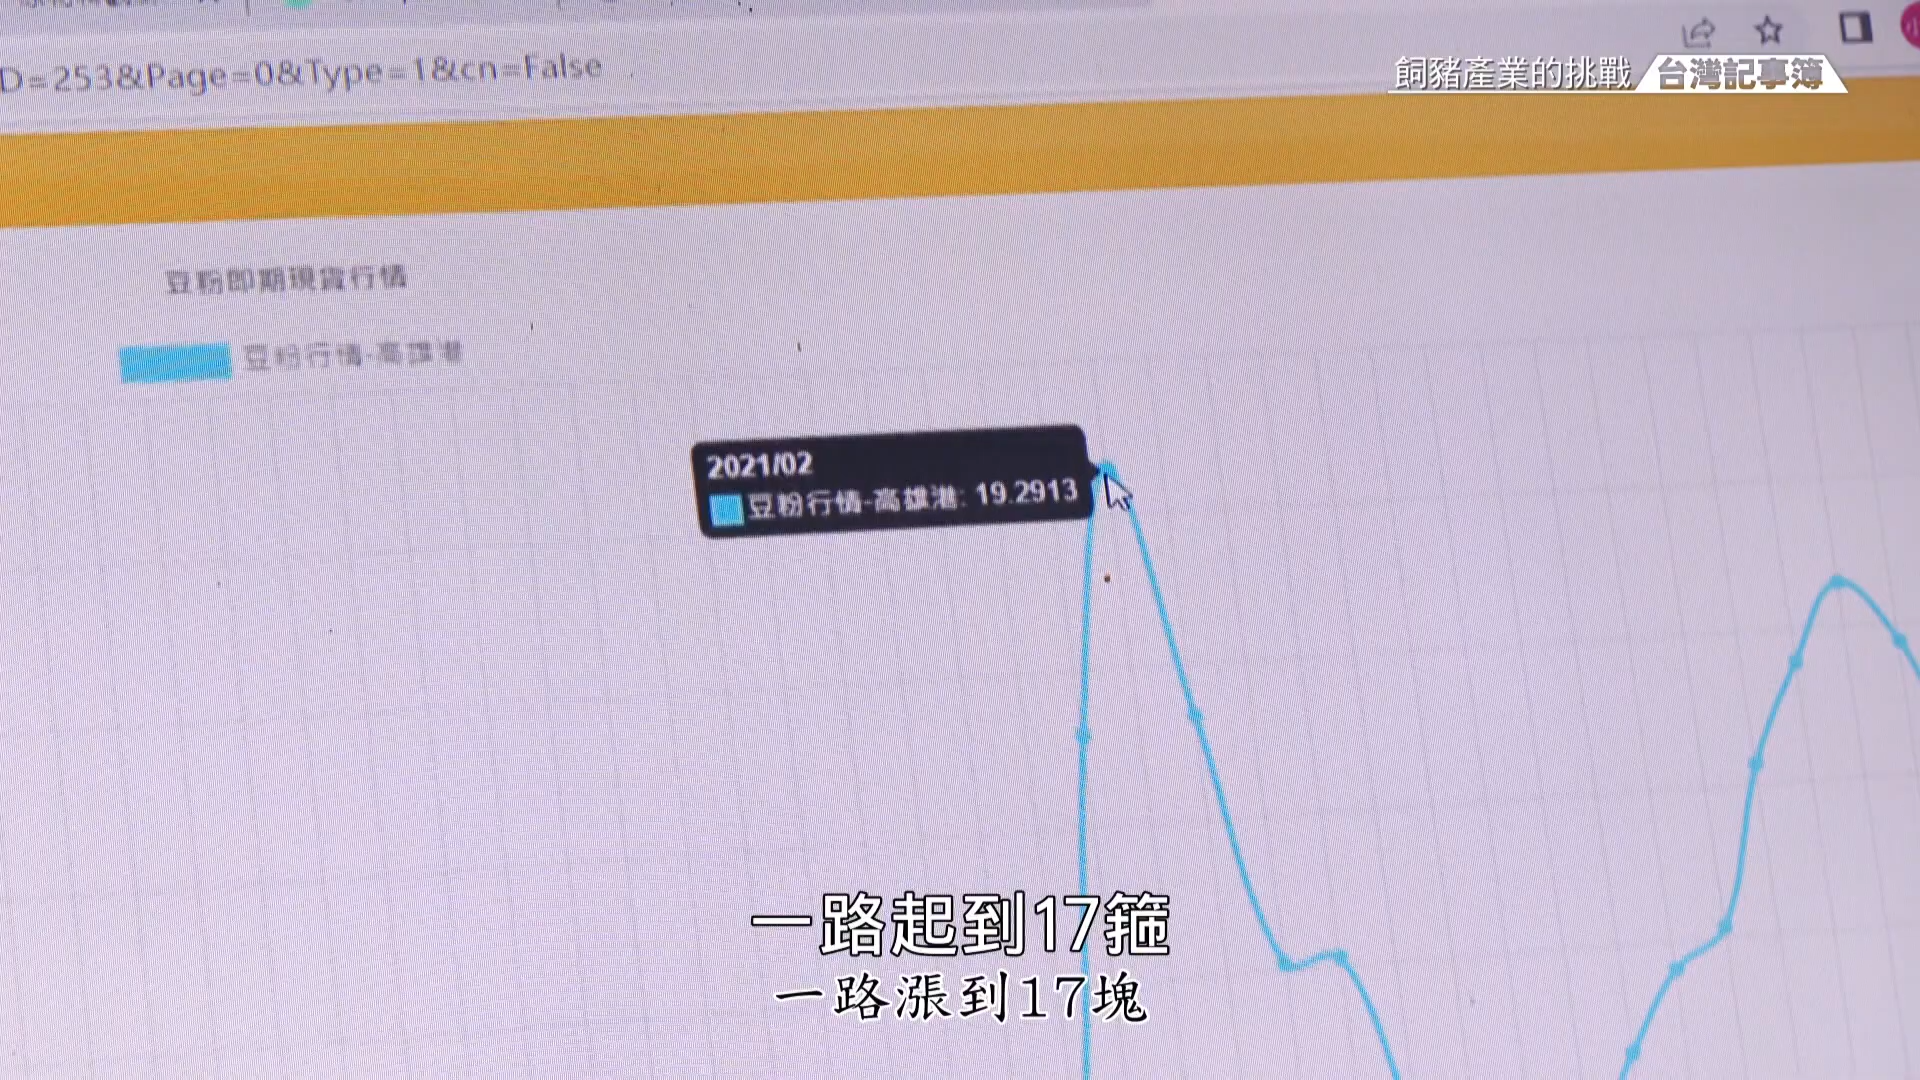 D=253&Page=0&Type=1&cn=False
飼豬產業的挑戰 台灣記事簿
豆粉即期現貨行情
豆粉行情-高雄港
2021/02
豆粉行情-高雄港: 19.2913
一路起到17箍
一路漲到17塊